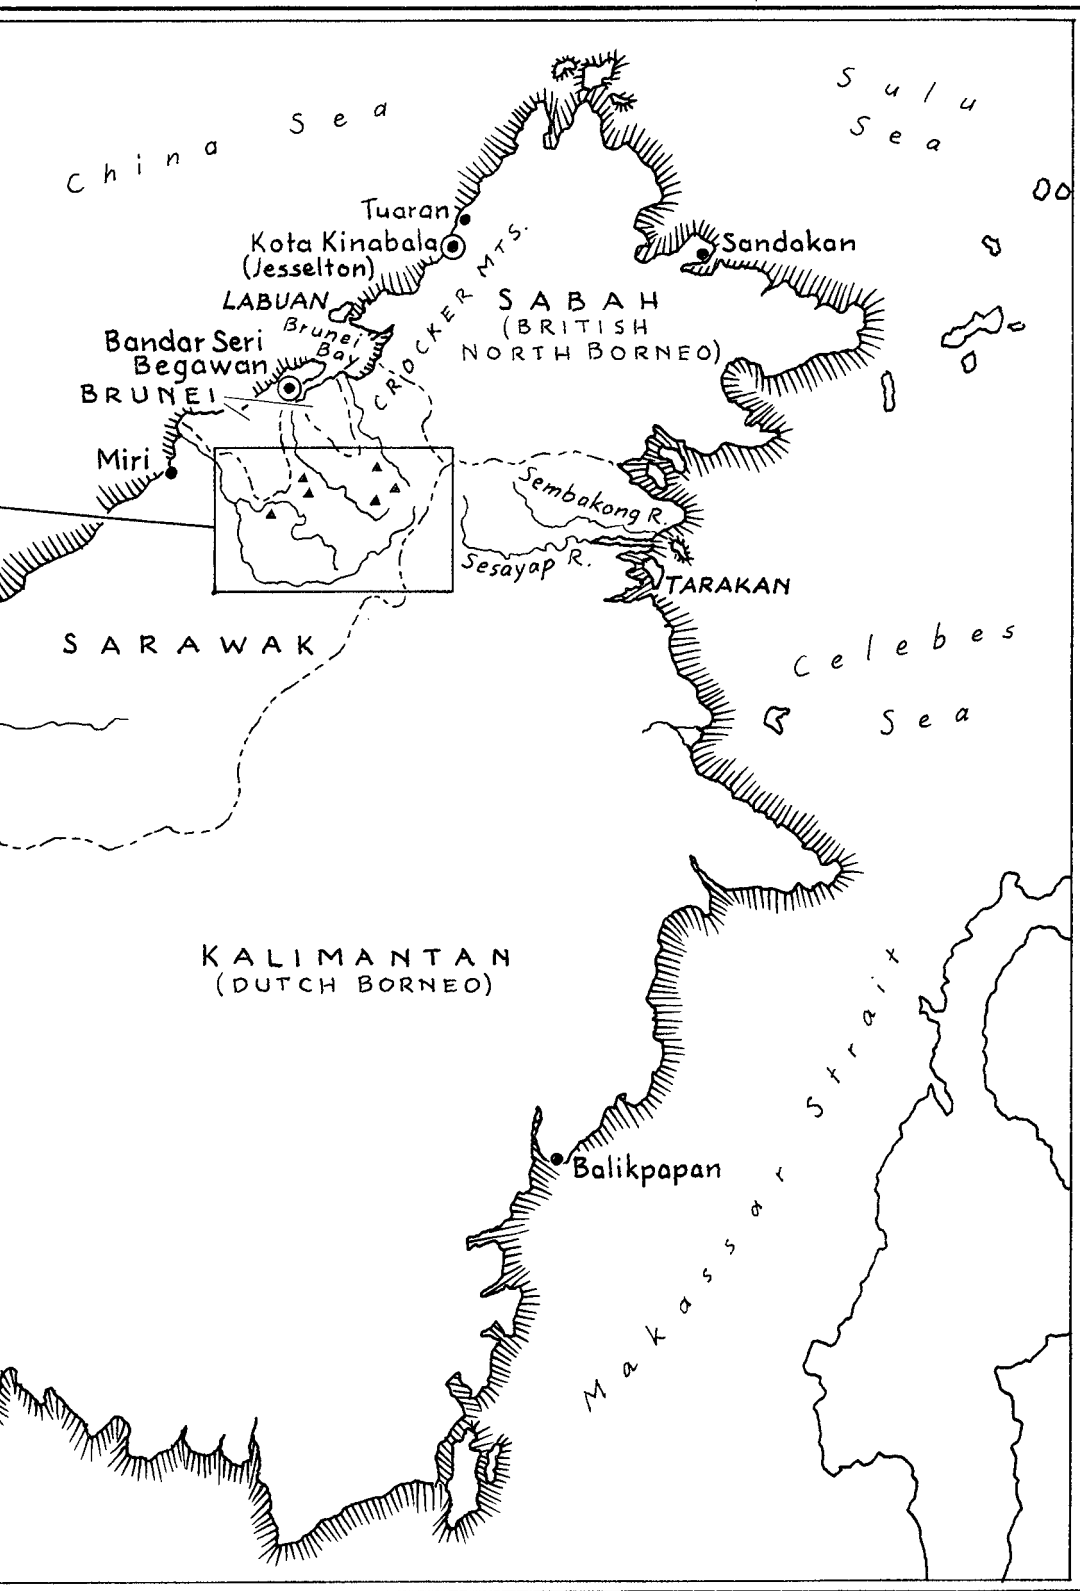 China Sea
Sulu
Sea
Tuaran
Kota Kinabala
(Jesselton)
CROCKER MTS.
Sandakan
LABUAN
Brunei
Bay
SABAH
(BRITISH
NORTH BORNEO)
Bandar Seri
Begawan
BRUNEI
Miri
Sembakong R.
Sesayap R.
TARAKAN
SARAWAK
Celebes
Sea
KALIMANTAN
(DUTCH BORNEO)
Makassar Strait
Balikpapan